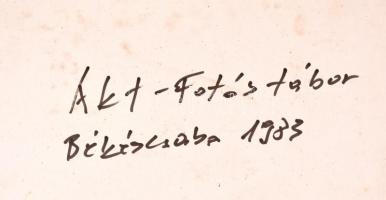 Akt-Fotós tábor
Békéscsaba 1983